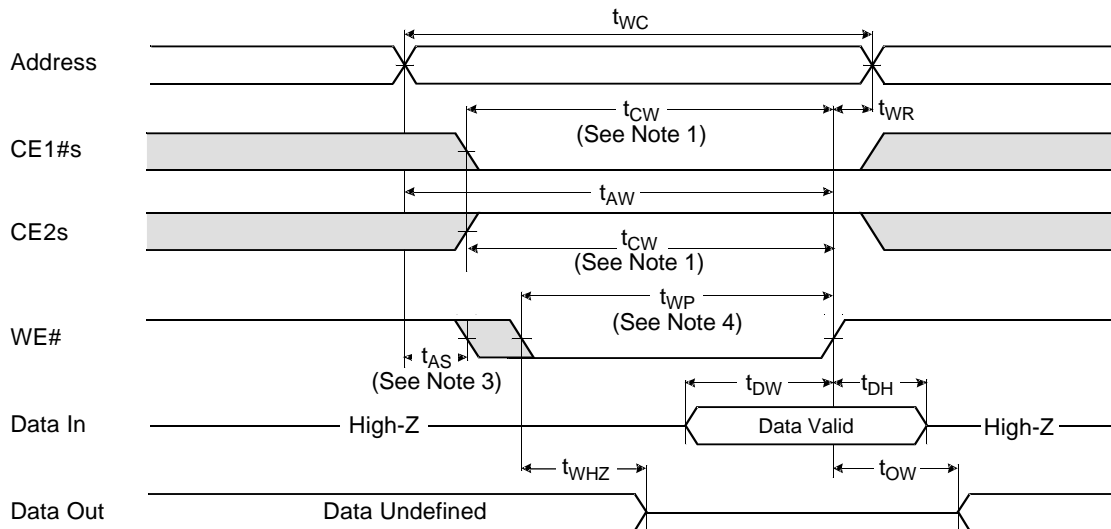 tWC
Address
tCW
(See Note 1)
tWR
CE1#s
tAW
CE2s
tCW
(See Note 1)
tWP
(See Note 4)
WE#
tAS
(See Note 3)
tDW
tDH
Data In
High-Z
Data Valid
High-Z
tWHZ
tOW
Data Out
Data Undefined